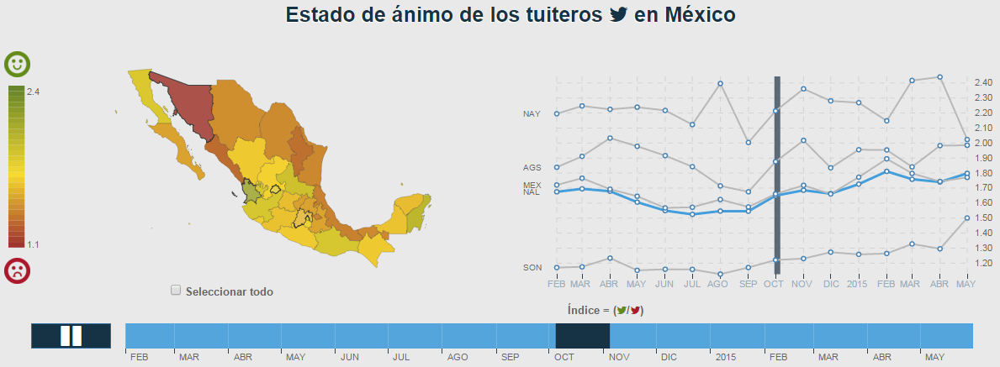 Estado de ánimo de los tuiteros en México
2.4
1.1
Seleccionar todo
NAY
AGS
MEX
NAL
SON
2.40
2.30
2.20
2.10
2.00
1.90
1.80
1.70
1.60
1.50
1.40
1.30
1.20
FEB MAR ABR MAY JUN JUL AGO SEP OCT NOV DIC 2015 FEB MAR ABR MAY
Índice = ( / )
FEB MAR ABR MAY JUN JUL AGO SEP OCT NOV DIC 2015 FEB MAR ABR MAY